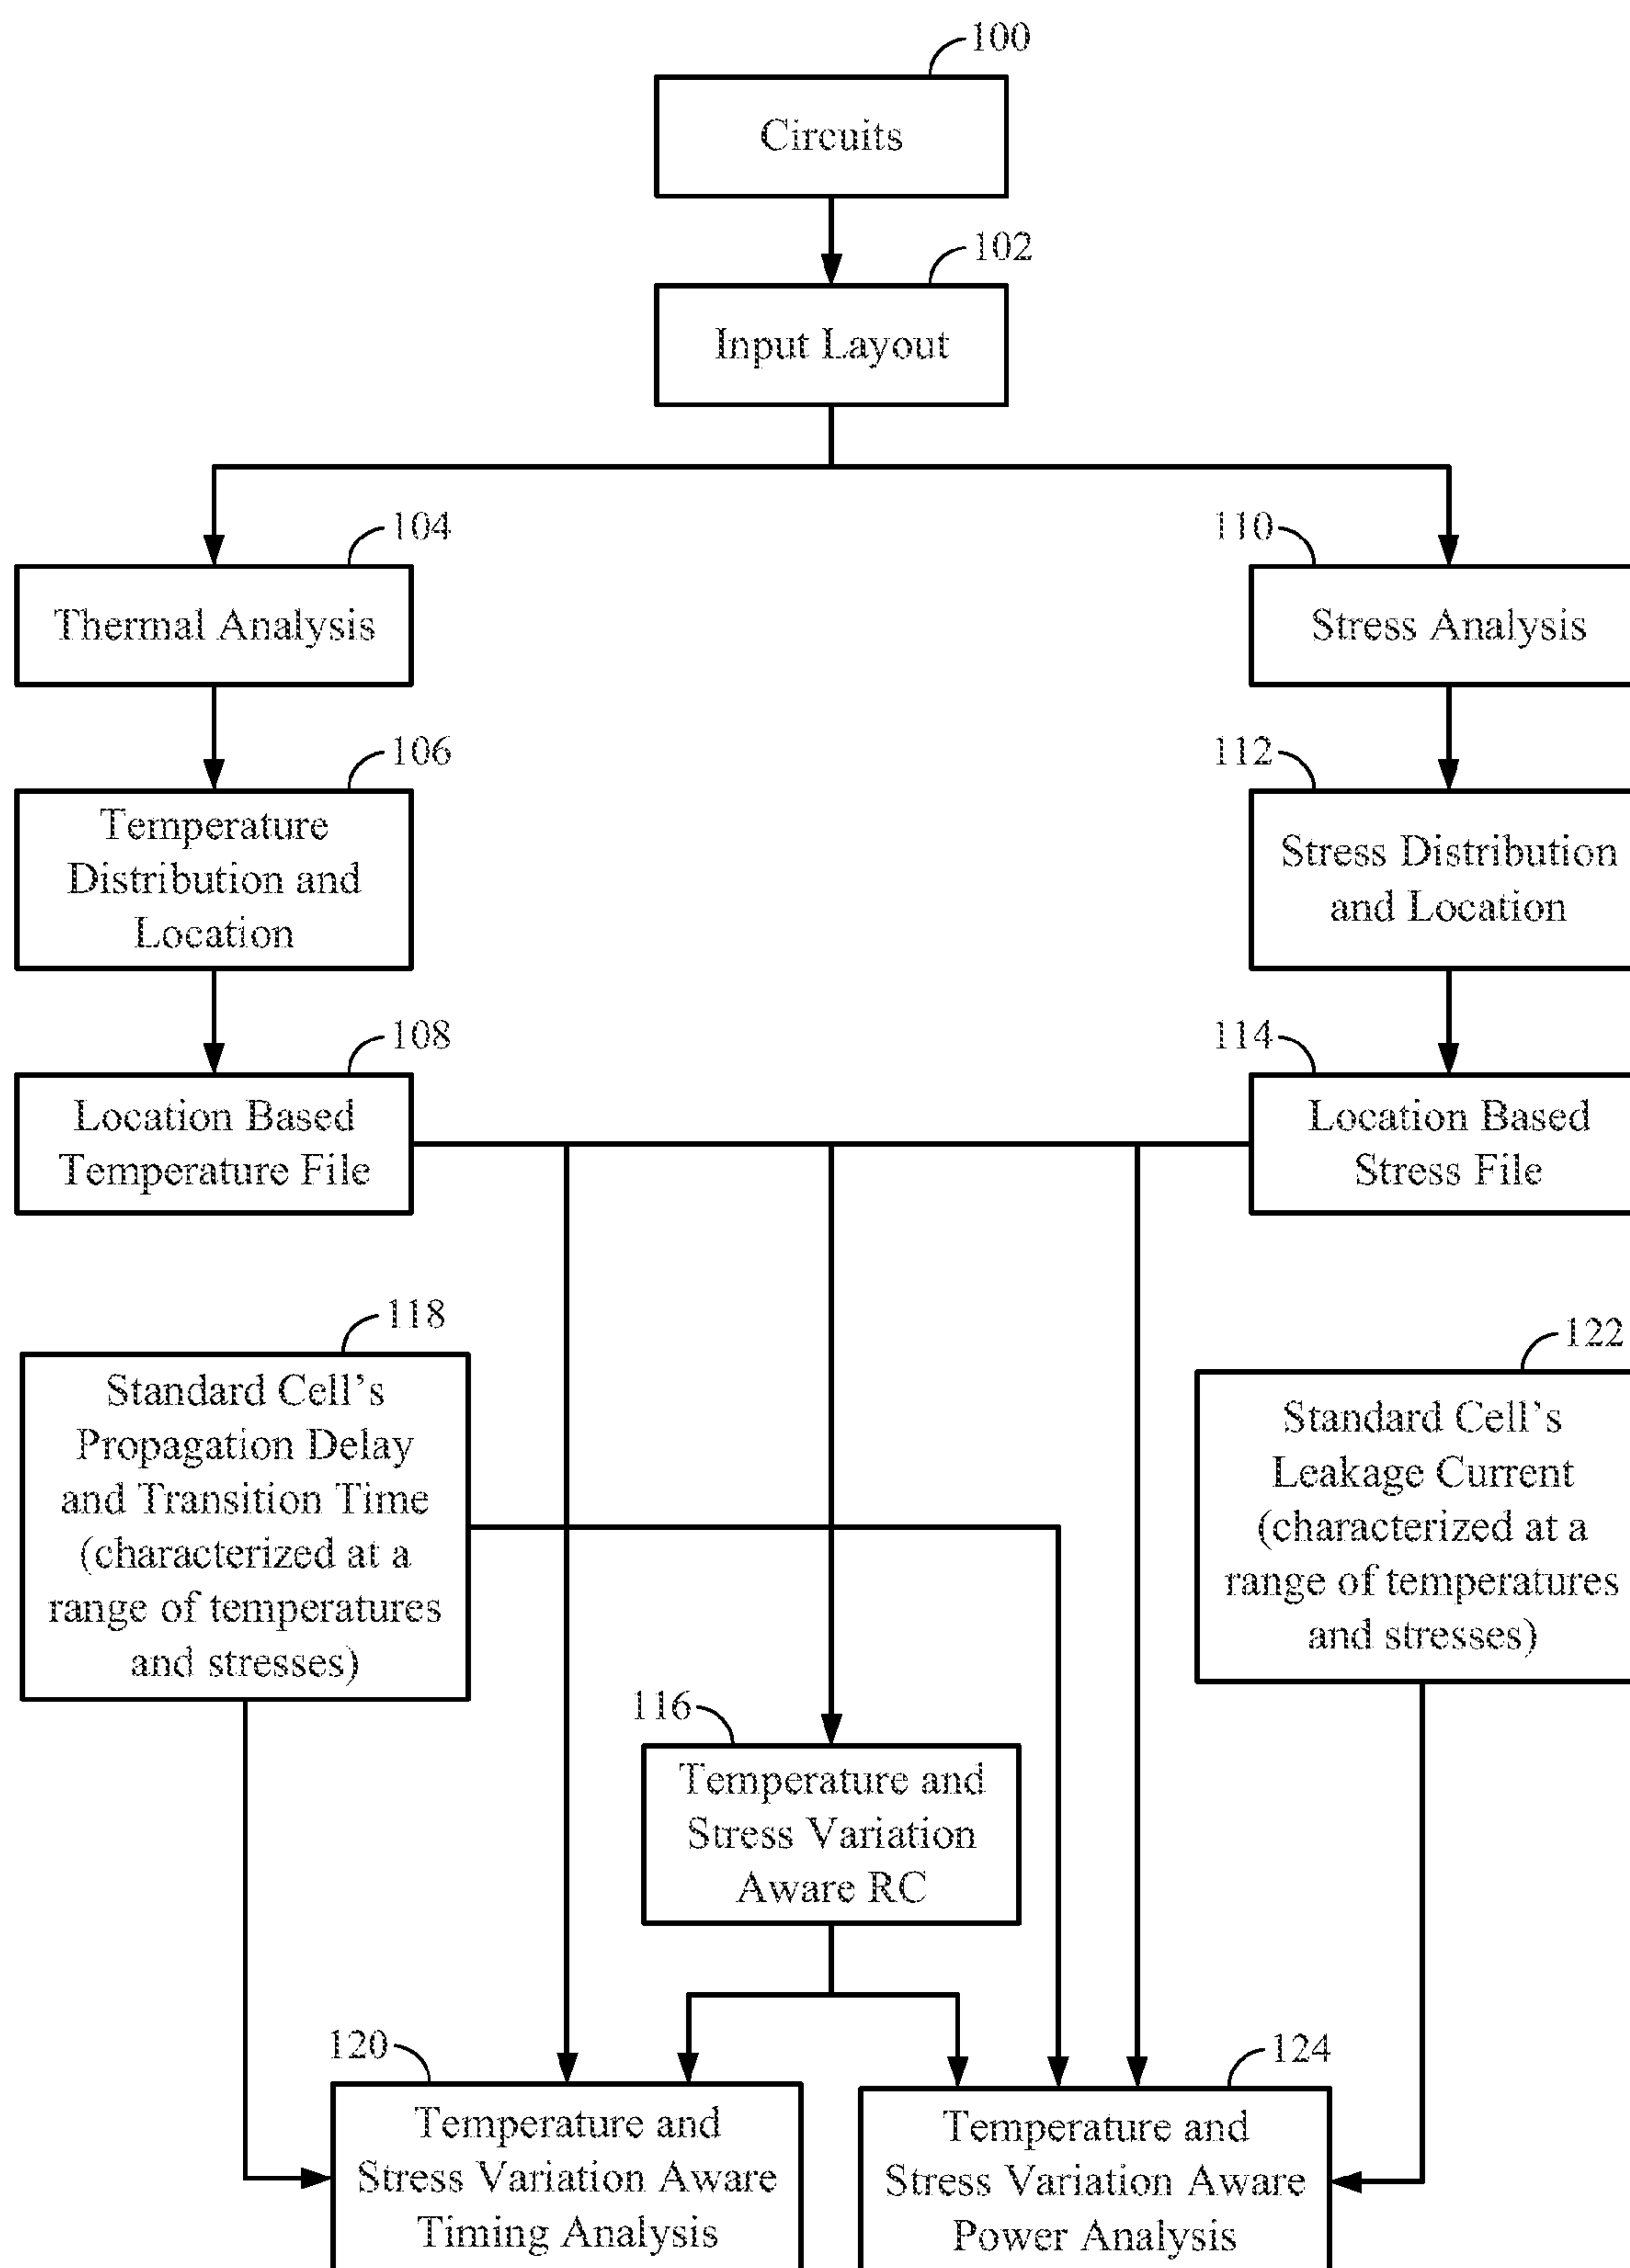 100
Circuits
102
Input Layout
104
Thermal Analysis
110
Stress Analysis
106
Temperature
Distribution and
Location
112
Stress Distribution
and Location
108
Location Based
Temperature File
114
Location Based
Stress File
118
Standard Cell's
Propagation Delay
and Transition Time
(characterized at a
range of temperatures
and stresses)
122
Standard Cell's
Leakage Current
(characterized at a
range of temperatures
and stresses)
116
Temperature and
Stress Variation
Aware RC
120
Temperature and
Stress Variation Aware
Timing Analysis
124
Temperature and
Stress Variation Aware
Power Analysis